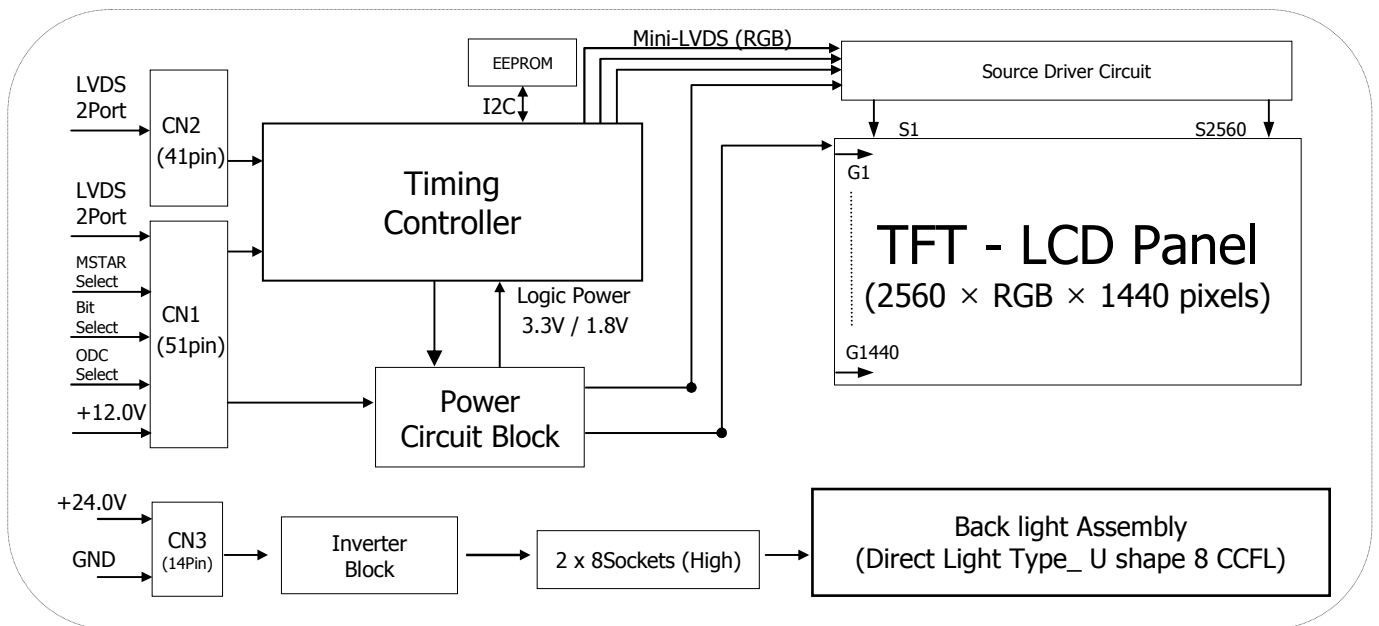 Mini-LVDS (RGB)
EEPROM
Source Driver Circuit
LVDS
2Port
CN2
(41pin)
I2C
S1
S2560
G1
Timing
Controller
LVDS
2Port
MSTAR
Select
Bit
Select
ODC
Select
+12.0V
CN1
(51pin)
Logic Power
3.3V / 1.8V
TFT - LCD Panel
(2560 × RGB × 1440 pixels)
G1440
Power
Circuit Block
+24.0V
GND
CN3
(14Pin)
Inverter
Block
2 x 8Sockets (High)
Back light Assembly
(Direct Light Type_ U shape 8 CCFL)